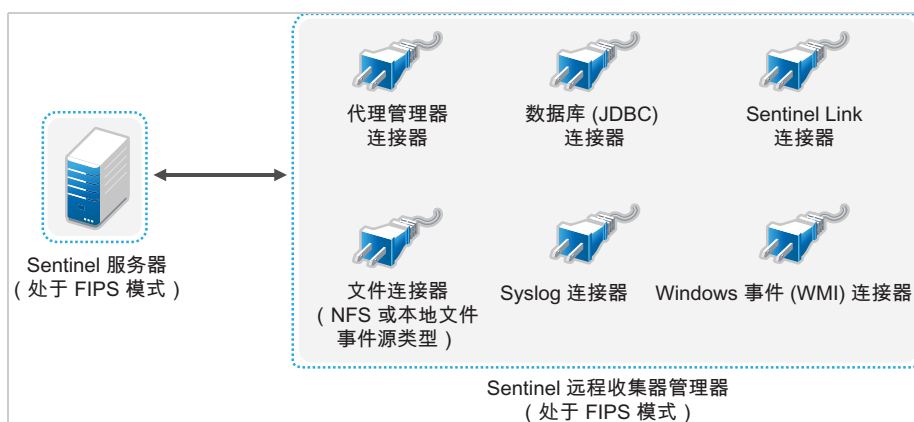 代理管理器
连接器
数据库 (JDBC)
连接器
Sentinel Link
连接器
Sentinel 服务器
（处于 FIPS 模式）
文件连接器
（NFS 或本地文件
事件源类型）
Syslog 连接器
Windows 事件 (WMI) 连接器
Sentinel 远程收集器管理器
（处于 FIPS 模式）